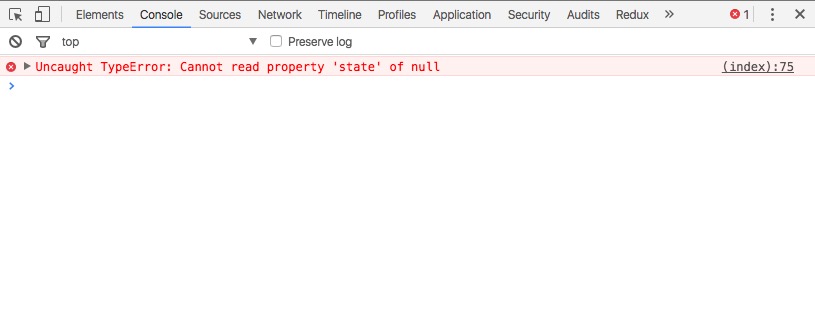 Elements Console Sources Network Timeline Profiles Application Security Audits Redux » 1
top Preserve log
Uncaught TypeError: Cannot read property 'state' of null (index):75